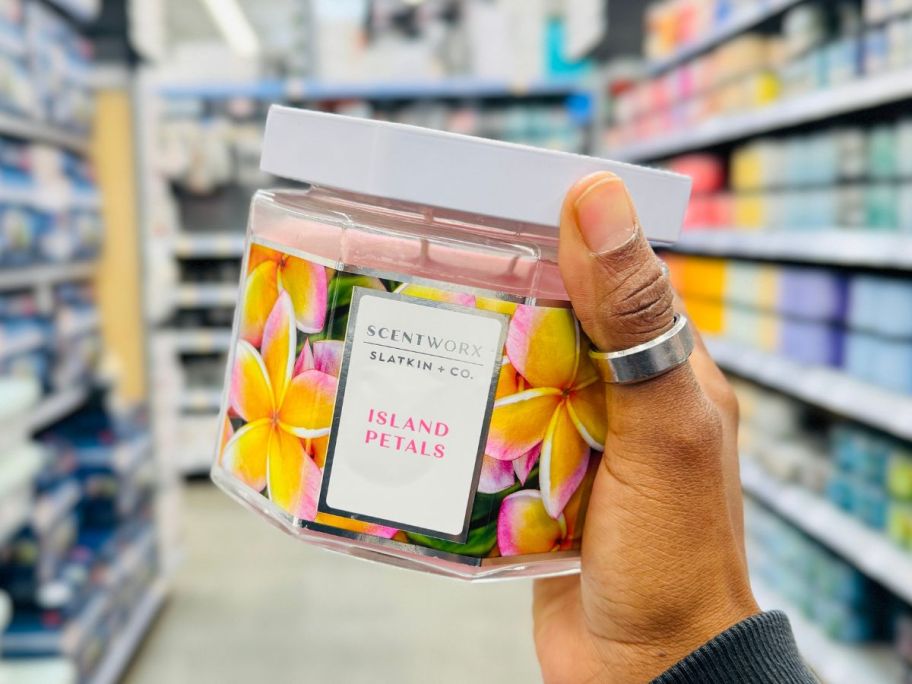 SCENTWORX
SLATKIN + CO.
ISLAND
PETALS